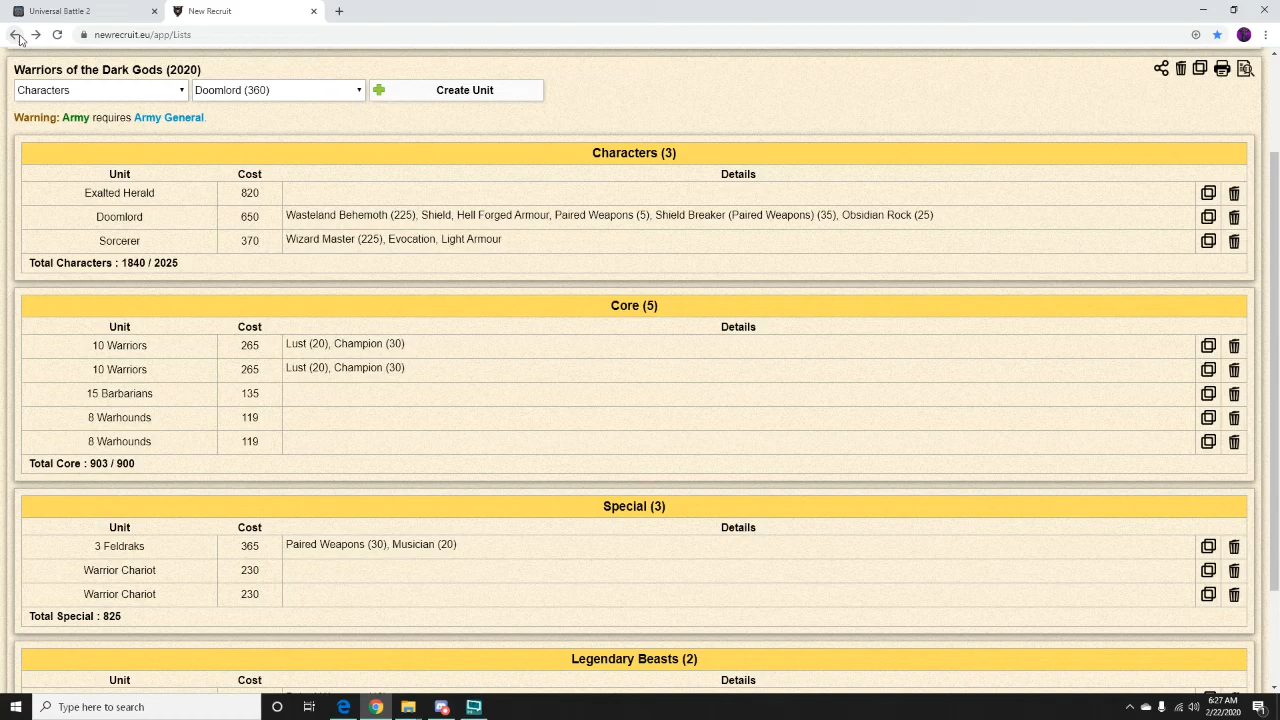 Universal Battle 2
New Recruit
newrecruit.eu/app/Lists
Warriors of the Dark Gods (2020)
Characters Doomlord (360) Create Unit
Warning: Army requires Army General.
Characters (3)
Unit Cost Details
Exalted Herald 820
Doomlord 650 Wasteland Behemoth (225), Shield, Hell Forged Armour, Paired Weapons (5), Shield Breaker (Paired Weapons) (35), Obsidian Rock (25)
Sorcerer 370 Wizard Master (225), Evocation, Light Armour
Total Characters : 1840 / 2025
Core (5)
Unit Cost Details
10 Warriors 265 Lust (20), Champion (30)
10 Warriors 265 Lust (20), Champion (30)
15 Barbarians 135
8 Warhounds 119
8 Warhounds 119
Total Core : 903 / 900
Special (3)
Unit Cost Details
3 Feldraks 365 Paired Weapons (30), Musician (20)
Warrior Chariot 230
Warrior Chariot 230
Total Special : 825
Legendary Beasts (2)
Unit Cost Details
Type here to search
6:27 AM
2/22/2020